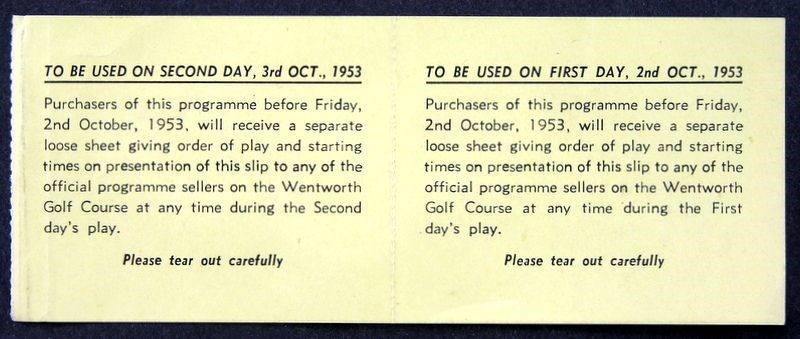 TO BE USED ON SECOND DAY, 3rd OCT., 1953
Purchasers of this programme before Friday,
2nd October, 1953, will receive a separate
loose sheet giving order of play and starting
times on presentation of this slip to any of the
official programme sellers on the Wentworth
Golf Course at any time during the Second
day's play.
Please tear out carefully
TO BE USED ON FIRST DAY, 2nd OCT., 1953
Purchasers of this programme before Friday,
2nd October, 1953, will receive a separate
loose sheet giving order of play and starting
times on presentation of this slip to any of the
official programme sellers on the Wentworth
Golf Course at any time during the First
day's play.
Please tear out carefully